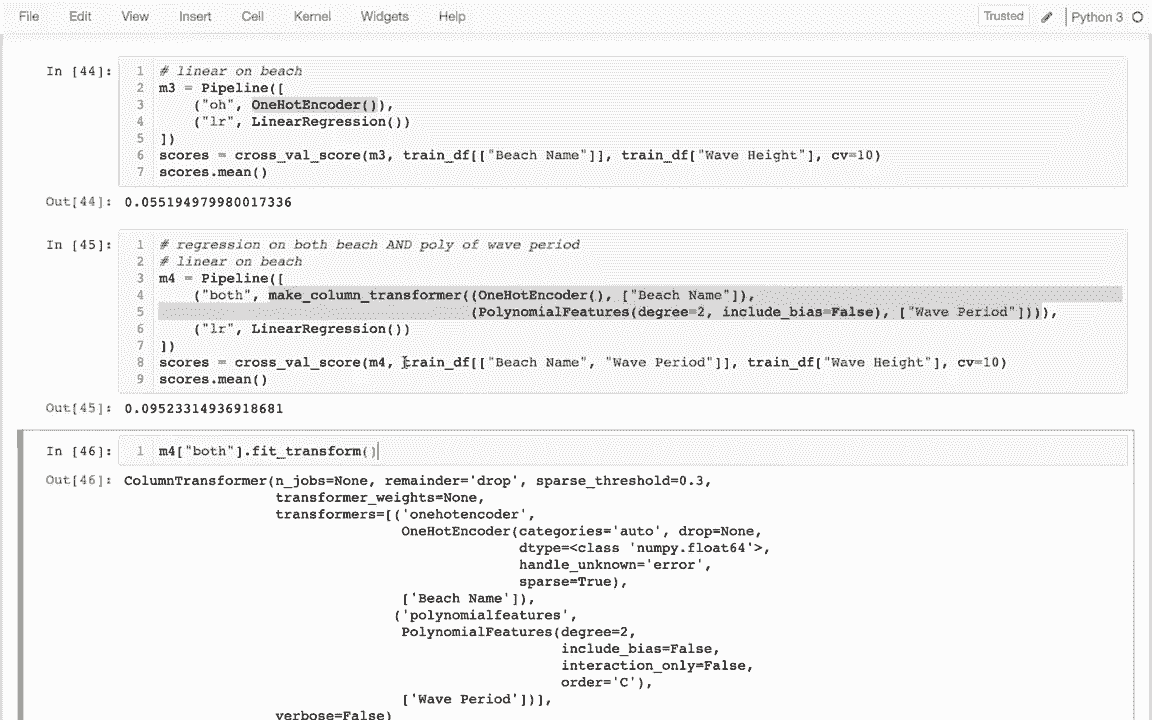 File Edit View Insert Cell Kernel Widgets Help Trusted Python 3
In [44]: 1 # linear on beach
2 m3 = Pipeline([
3 ("oh", OneHotEncoder()),
4 ("lr", LinearRegression())
5 ])
6 scores = cross_val_score(m3, train_df[["Beach Name"]], train_df["Wave Height"], cv=10)
7 scores.mean()
Out[44]: 0.055194979980017336
In [45]: 1 # regression on both beach AND poly of wave period
2 # linear on beach
3 m4 = Pipeline([
4 ("both", make_column_transformer((OneHotEncoder(), ["Beach Name"]),
5 (PolynomialFeatures(degree=2, include_bias=False), ["Wave Period"]))),
6 ("lr", LinearRegression())
7 ])
8 scores = cross_val_score(m4, train_df[["Beach Name", "Wave Period"]], train_df["Wave Height"], cv=10)
9 scores.mean()
Out[45]: 0.09523314936918681
In [46]: 1 m4["both"].fit_transform()
Out[46]: ColumnTransformer(n_jobs=None, remainder='drop', sparse_threshold=0.3,
transformer_weights=None,
transformers=[('onehotencoder',
OneHotEncoder(categories='auto', drop=None,
dtype=<class 'numpy.float64'>,
handle_unknown='error',
sparse=True),
['Beach Name']),
('polynomialfeatures',
PolynomialFeatures(degree=2,
include_bias=False,
interaction_only=False,
order='C'),
['Wave Period'])],
verbose=False)